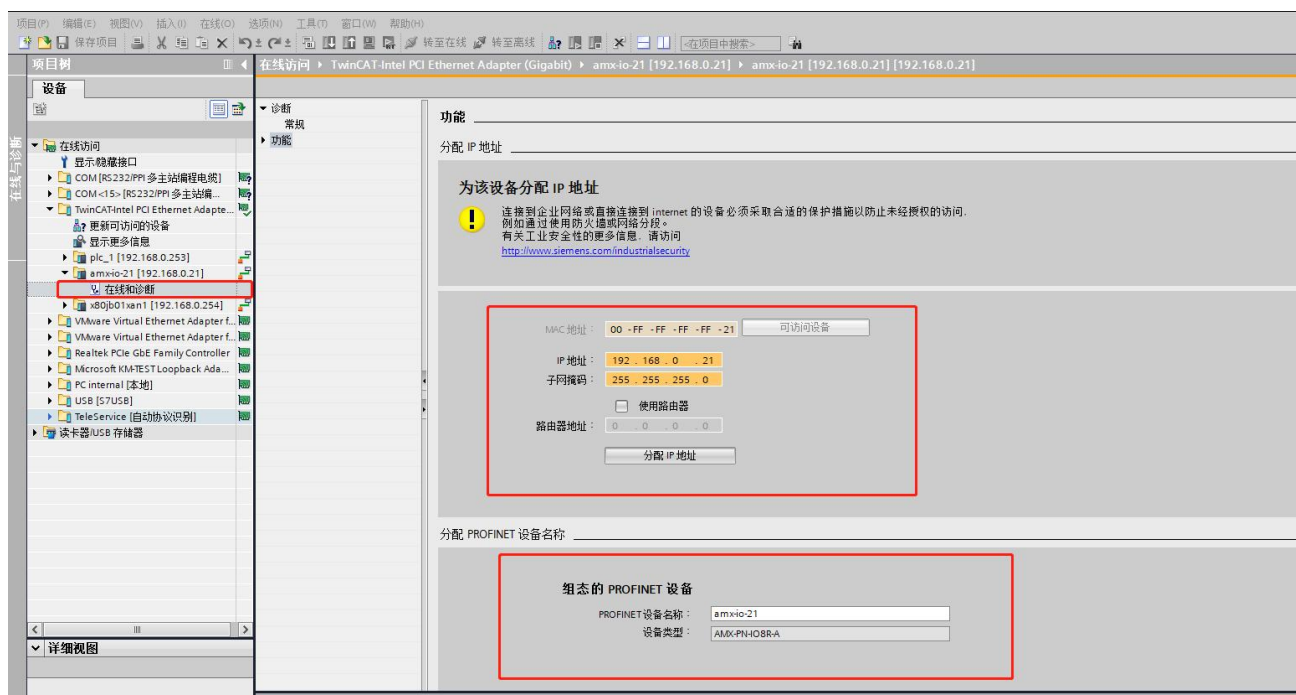 项目(P) 编辑(E) 视图(V) 插入(I) 在线(O) 选项(N) 工具(T) 窗口(W) 帮助(H)
保存项目 转至在线 转至离线 <在项目中搜索>
项目树
在线访问 ▸ TwinCAT-Intel PCI Ethernet Adapter (Gigabit) ▸ amx-io-21 [192.168.0.21] ▸ amx-io-21 [192.168.0.21] [192.168.0.21]
设备
在线与诊断
在线访问
显示/隐藏接口
COM [RS232/PPI 多主站编程电缆]
COM <15> [RS232/PPI 多主站编...
TwinCAT-Intel PCI Ethernet Adapte...
更新可访问的设备
显示更多信息
plc_1 [192.168.0.253]
amx-io-21 [192.168.0.21]
在线和诊断
x80jb01xan1 [192.168.0.254]
VMware Virtual Ethernet Adapter f...
VMware Virtual Ethernet Adapter f...
Realtek PCIe GbE Family Controller
Microsoft KM-TEST Loopback Ada...
PC internal [本地]
USB [S7USB]
TeleService [自动协议识别]
读卡器/USB 存储器
详细视图
诊断
常规
功能
功能
分配 IP 地址
为该设备分配 IP 地址
连接到企业网络或直接连接到 internet 的设备必须采取合适的保护措施以防止未经授权的访问.
例如通过使用防火墙或网络分段。
有关工业安全性的更多信息, 请访问
http://www.siemens.com/industrialsecurity
MAC 地址： 00 -FF -FF -FF -FF -21 可访问设备
IP 地址： 192 . 168 . 0 . 21
子网掩码： 255 . 255 . 255 . 0
使用路由器
路由器地址： 0 . 0 . 0 . 0
分配 IP 地址
分配 PROFINET 设备名称
组态的 PROFINET 设备
PROFINET设备名称： amx-io-21
设备类型： AMX-PN-IO8R-A